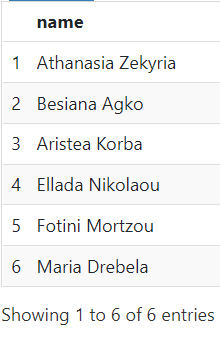 name
1 Athanasia Zekyria
2 Besiana Agko
3 Aristea Korba
4 Ellada Nikolaou
5 Fotini Mortzou
6 Maria Drebela
Showing 1 to 6 of 6 entries